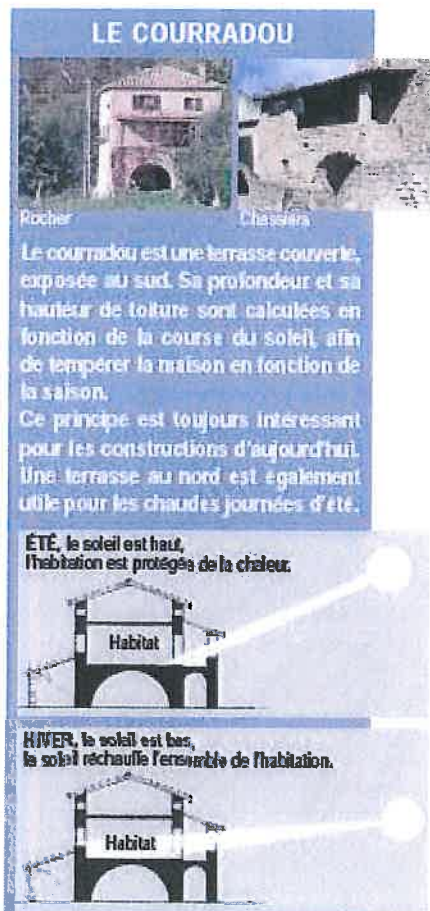 LE COURRADOU
Rocher
Chassiers
Le courradou est une terrasse couverte,
exposée au sud. Sa profondeur et sa
hauteur de toiture sont calculées en
fonction de la course du soleil, afin
de tempérer la maison en fonction de
la saison.
Ce principe est toujours intéressant
pour les constructions d'aujourd'hui.
Une terrasse au nord est également
utile pour les chaudes journées d'été.
ÉTÉ, le soleil est haut,
l'habitation est protégée de la chaleur.
Habitat
HIVER, le soleil est bas,
le soleil réchauffe l'ensemble de l'habitation.
Habitat